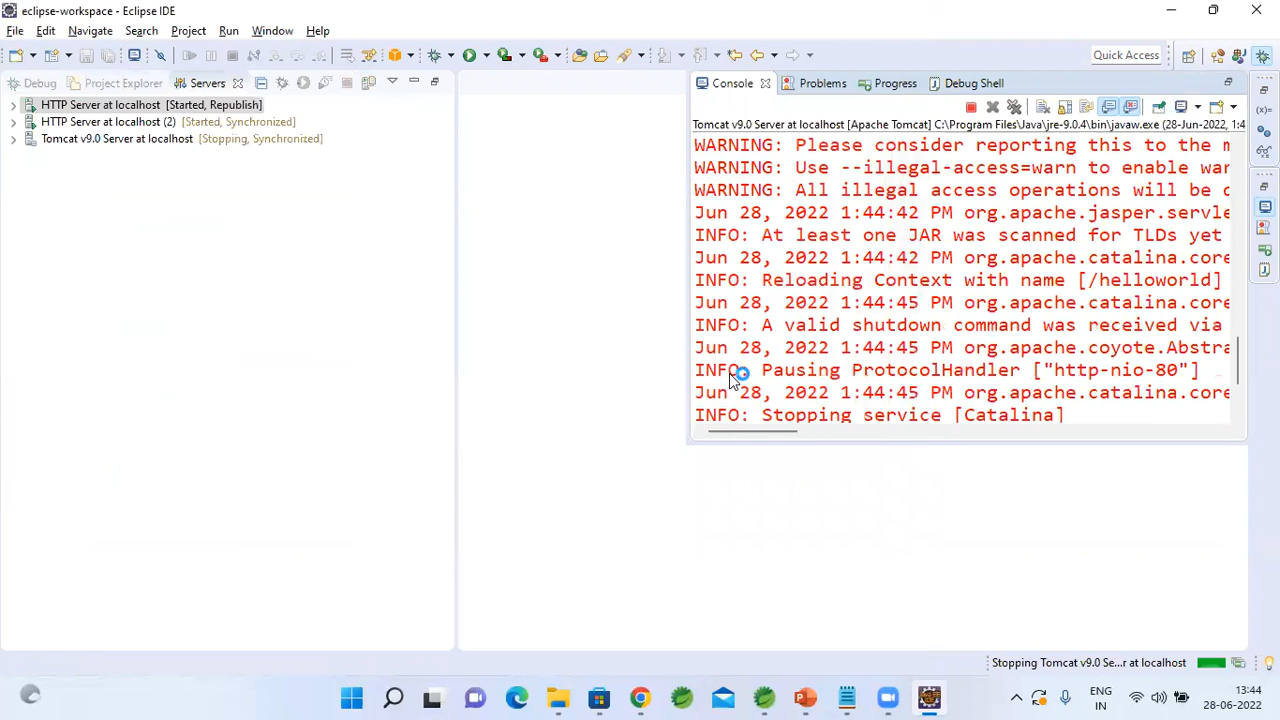 eclipse-workspace - Eclipse IDE
File Edit Navigate Search Project Run Window Help
Quick Access
Debug Project Explorer Servers
HTTP Server at localhost [Started, Republish]
HTTP Server at localhost (2) [Started, Synchronized]
Tomcat v9.0 Server at localhost [Stopping, Synchronized]
Console Problems Progress Debug Shell
Tomcat v9.0 Server at localhost [Apache Tomcat] C:\Program Files\Java\jre-9.0.4\bin\javaw.exe (28-Jun-2022, 1:4
WARNING: Please consider reporting this to the m
WARNING: Use --illegal-access=warn to enable war
WARNING: All illegal access operations will be d
Jun 28, 2022 1:44:42 PM org.apache.jasper.servle
INFO: At least one JAR was scanned for TLDs yet
Jun 28, 2022 1:44:42 PM org.apache.catalina.core
INFO: Reloading Context with name [/helloworld]
Jun 28, 2022 1:44:45 PM org.apache.catalina.core
INFO: A valid shutdown command was received via
Jun 28, 2022 1:44:45 PM org.apache.coyote.Abstra
INFO: Pausing ProtocolHandler ["http-nio-80"]
Jun 28, 2022 1:44:45 PM org.apache.catalina.core
INFO: Stopping service [Catalina]
Stopping Tomcat v9.0 Se...r at localhost
ENG
IN
13:44
28-06-2022